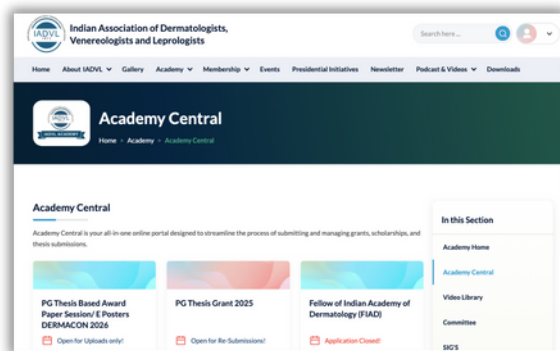 IADVL
Indian Association of Dermatologists,
Venereologists and Leprologists
Search here ...
Home About IADVL Gallery Academy Membership Events Presidential Initiatives Newsletter Podcast & Videos Downloads
IADVL ACADEMY
Academy Central
Home > Academy > Academy Central
Academy Central
Academy Central is your all-in-one online portal designed to streamline the process of submitting and managing grants, scholarships, and
thesis submissions.
PG Thesis Based Award
Paper Session/ E Posters
DERMACON 2026
Open for Uploads only!
PG Thesis Grant 2025
Open for Re-Submissions!
Fellow of Indian Academy of
Dermatology (FIAD)
Application Closed!
In this Section
Academy Home
Academy Central
Video Library
Committee
SIG'S